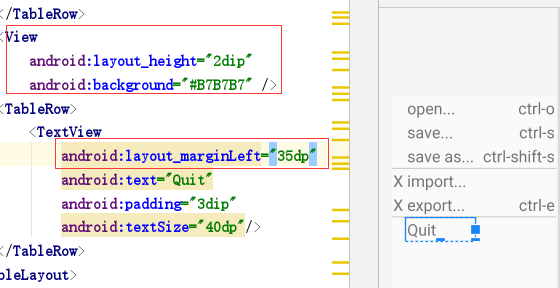 </TableRow>
<View
android:layout_height="2dip"
android:background="#B7B7B7" />
<TableRow>
<TextView
android:layout_marginLeft="35dp"
android:text="Quit"
android:padding="3dip"
android:textSize="40dp"/>
</TableRow>
bleLayout>
open... ctrl-o
save... ctrl-s
save as... ctrl-shift-s
X import...
X export... ctrl-e
Quit